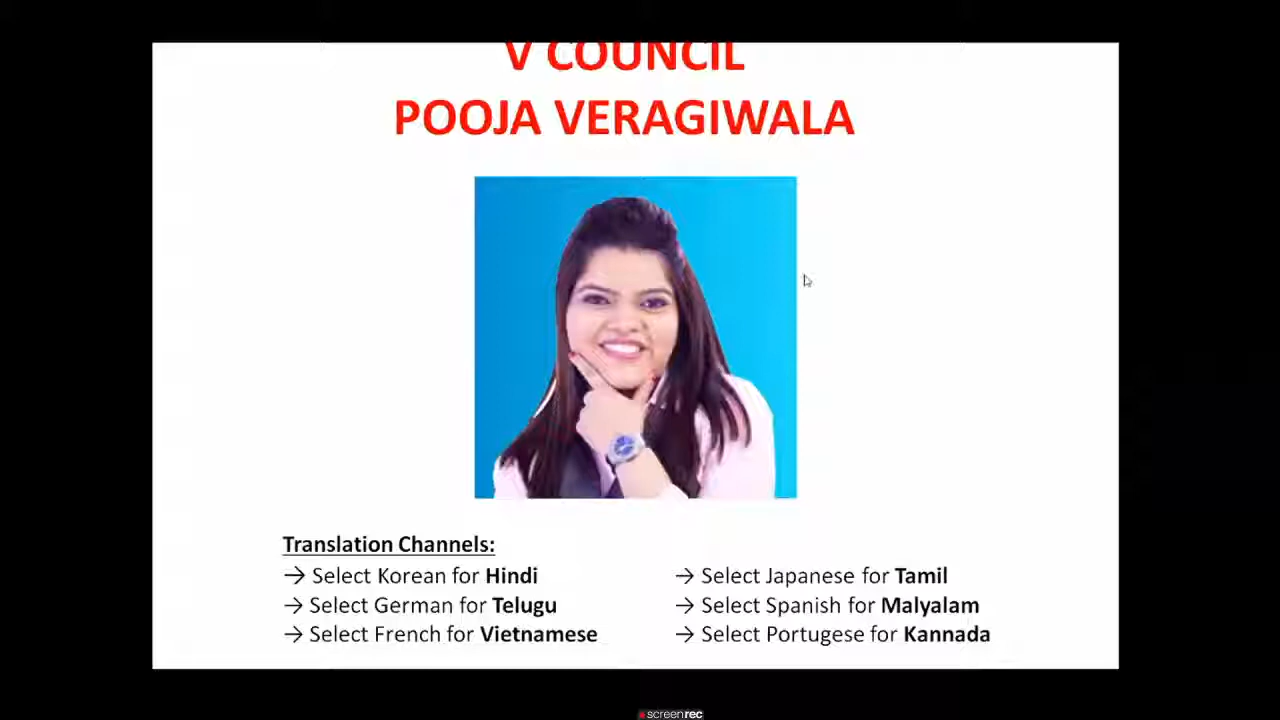 V COUNCIL
POOJA VERAGIWALA
Translation Channels:
→ Select Korean for Hindi
→ Select Japanese for Tamil
→ Select German for Telugu
→ Select Spanish for Malyalam
→ Select French for Vietnamese
→ Select Portugese for Kannada
screenrec